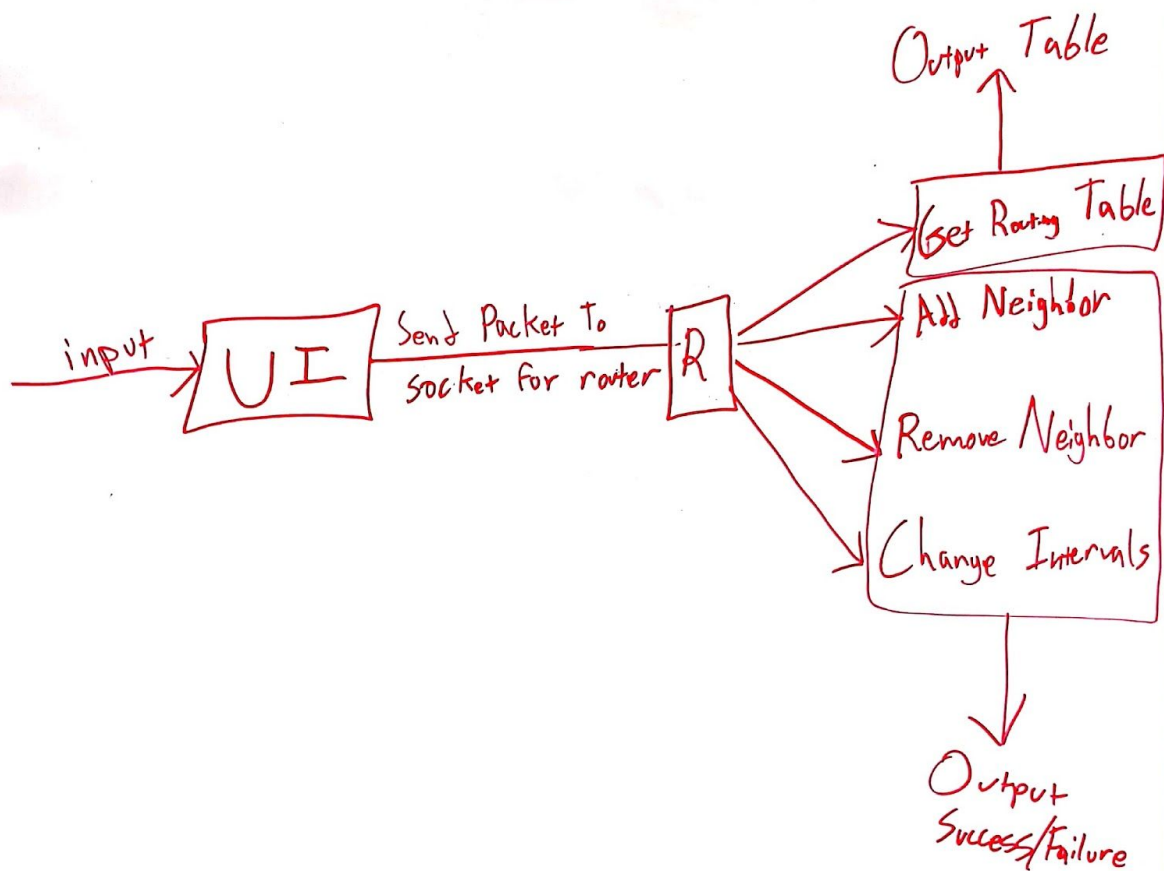 Output Table
Get Routing Table
input
UI
Send Packet To
socket for router
R
Add Neighbor
Remove Neighbor
Change Intervals
Output
Success/Failure